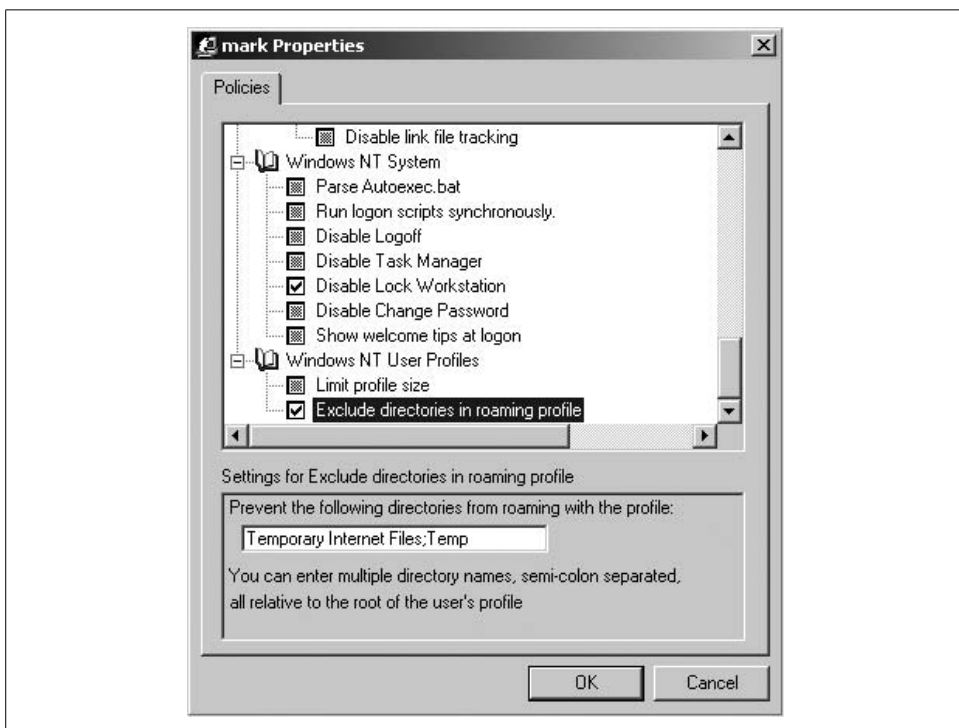 mark Properties
Policies
Disable link file tracking
Windows NT System
Parse Autoexec.bat
Run logon scripts synchronously.
Disable Logoff
Disable Task Manager
Disable Lock Workstation
Disable Change Password
Show welcome tips at logon
Windows NT User Profiles
Limit profile size
Exclude directories in roaming profile
Settings for Exclude directories in roaming profile
Prevent the following directories from roaming with the profile:
Temporary Internet Files;Temp
You can enter multiple directory names, semi-colon separated,
all relative to the root of the user's profile
OK Cancel